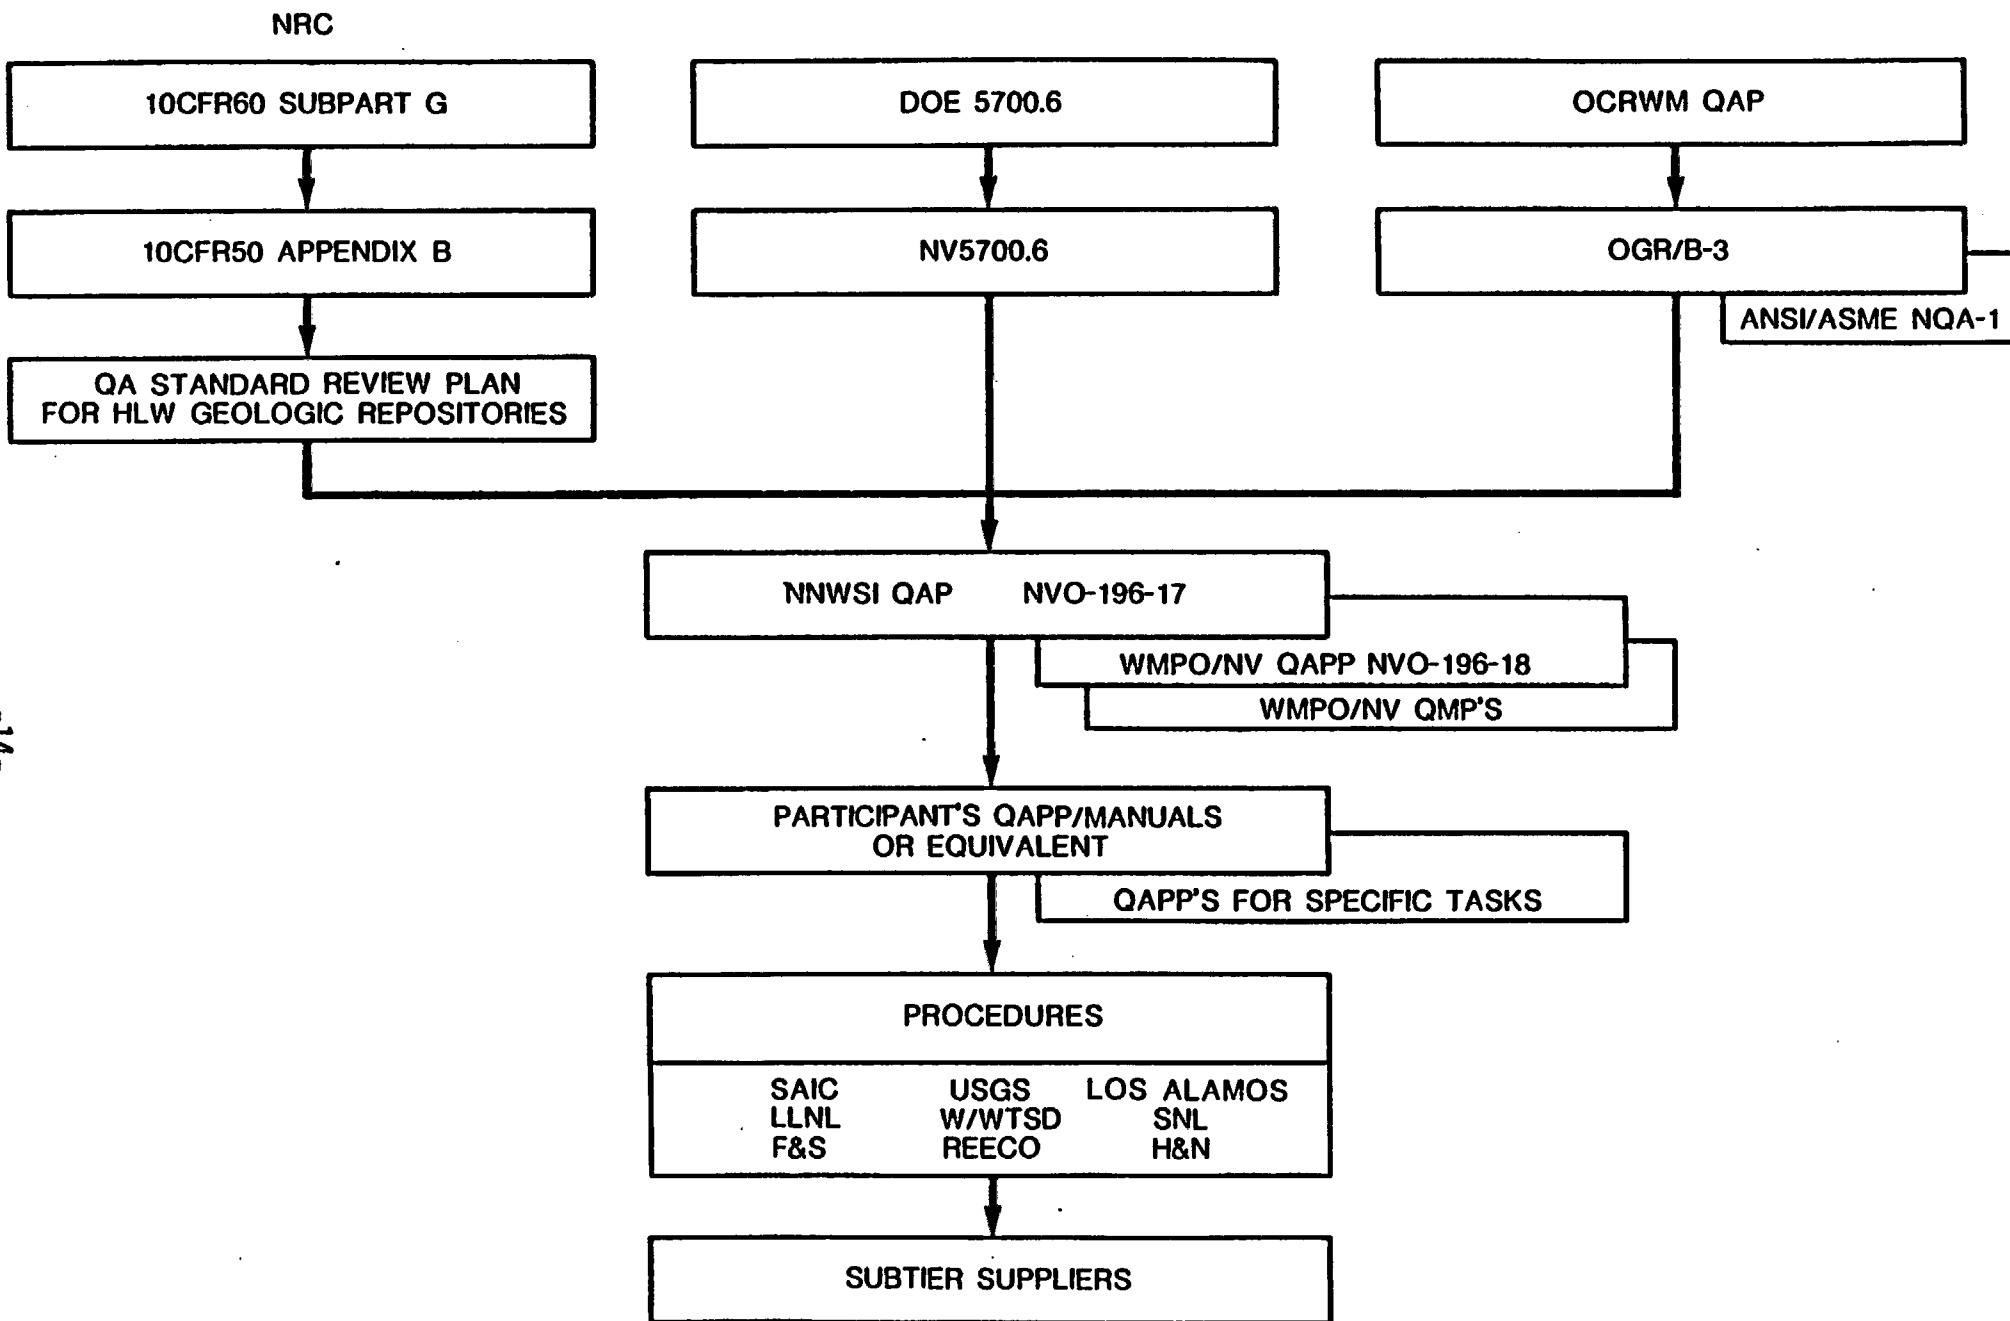 NRC
10CFR60 SUBPART G
DOE 5700.6
OCRWM QAP
10CFR50 APPENDIX B
NV5700.6
OGR/B-3
ANSI/ASME NQA-1
QA STANDARD REVIEW PLAN
FOR HLW GEOLOGIC REPOSITORIES
NNWSI QAP NVO-196-17
WMPO/NV QAPP NVO-196-18
WMPO/NV QMP'S
PARTICIPANT'S QAPP/MANUALS
OR EQUIVALENT
QAPP'S FOR SPECIFIC TASKS
PROCEDURES
SAIC USGS LOS ALAMOS
LLNL W/WTSD SNL
F&S REECO H&N
SUBTIER SUPPLIERS